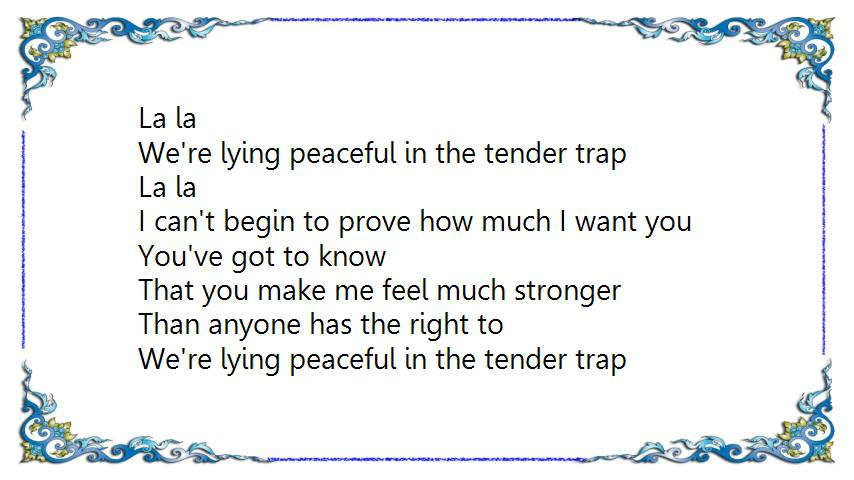 La la
We're lying peaceful in the tender trap
La la
I can't begin to prove how much I want you
You've got to know
That you make me feel much stronger
Than anyone has the right to
We're lying peaceful in the tender trap